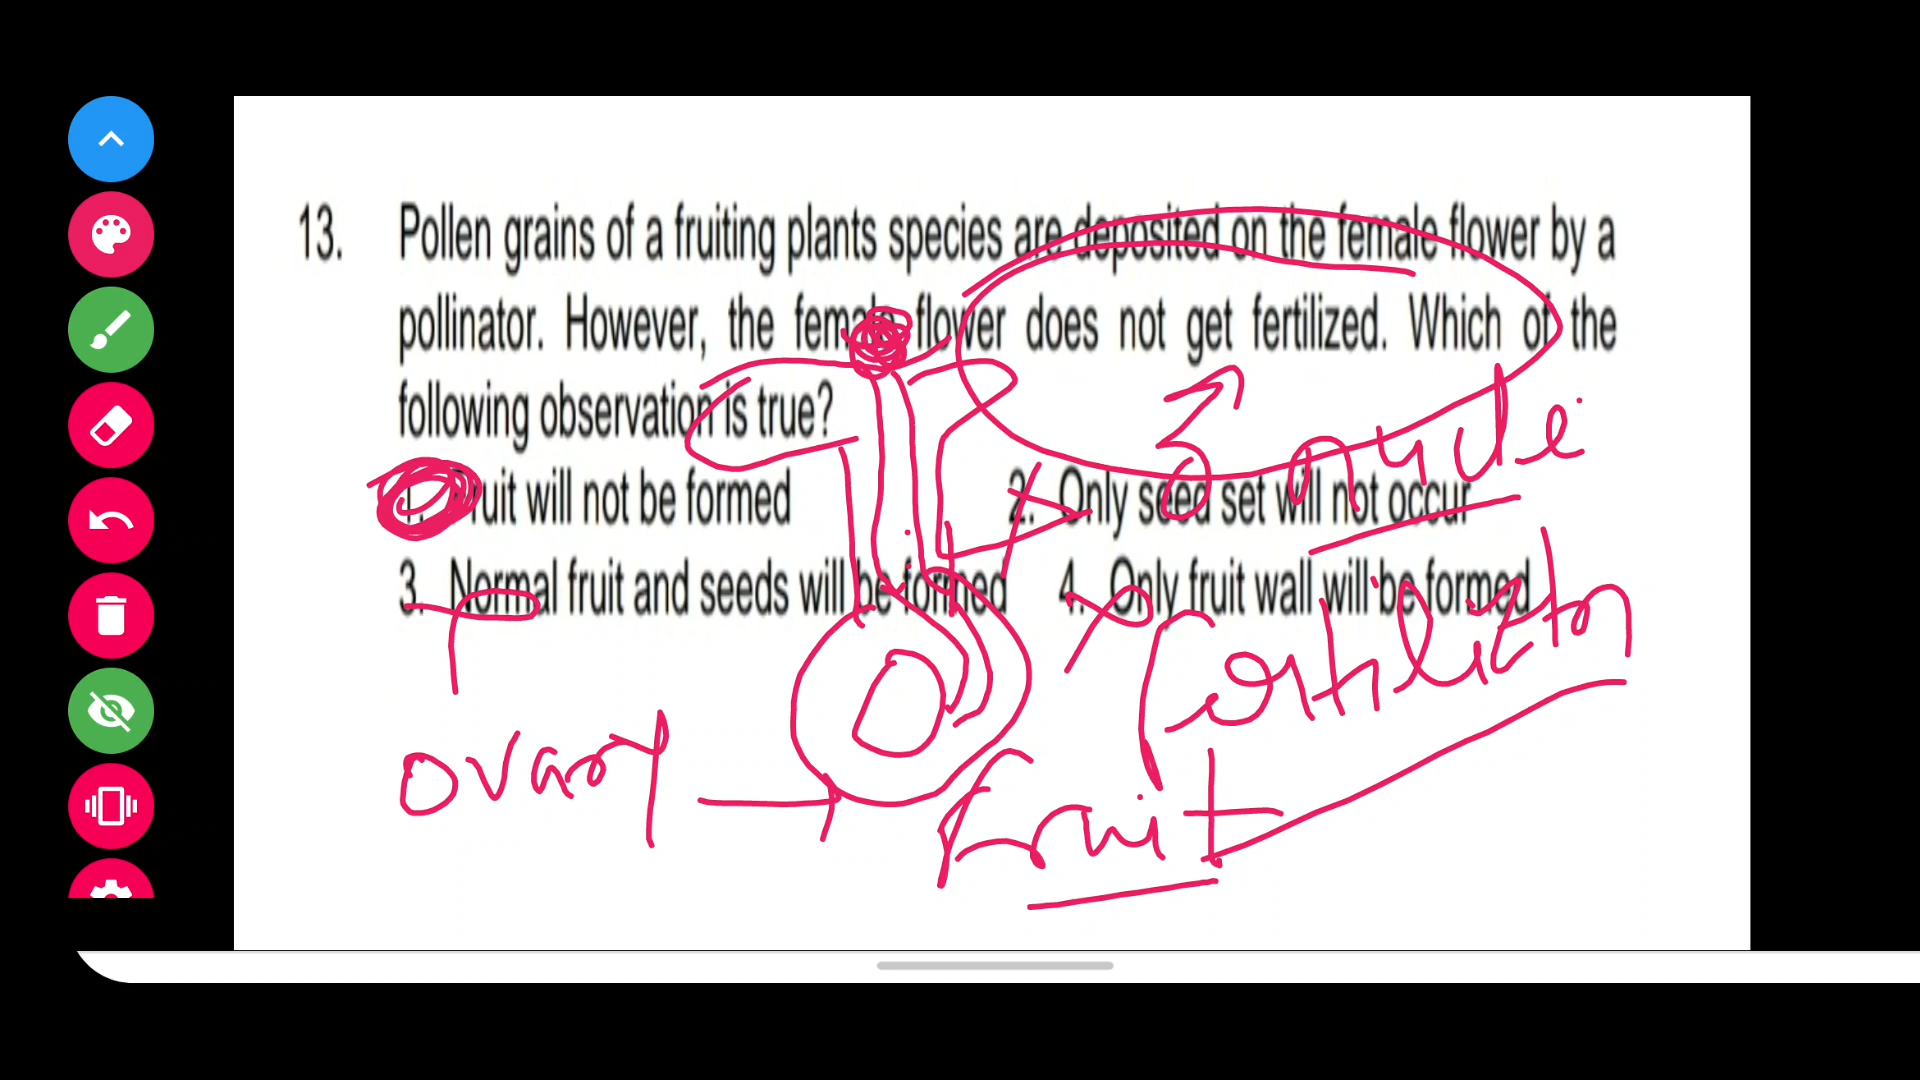 13. Pollen grains of a fruiting plants species are deposited on the female flower by a
pollinator. However, the female flower does not get fertilized. Which of the
following observation is true?
1. Fruit will not be formed 2. Only seed set will not occur
3. Normal fruit and seeds will be formed 4. Only fruit wall will be formed
ovary
fruit